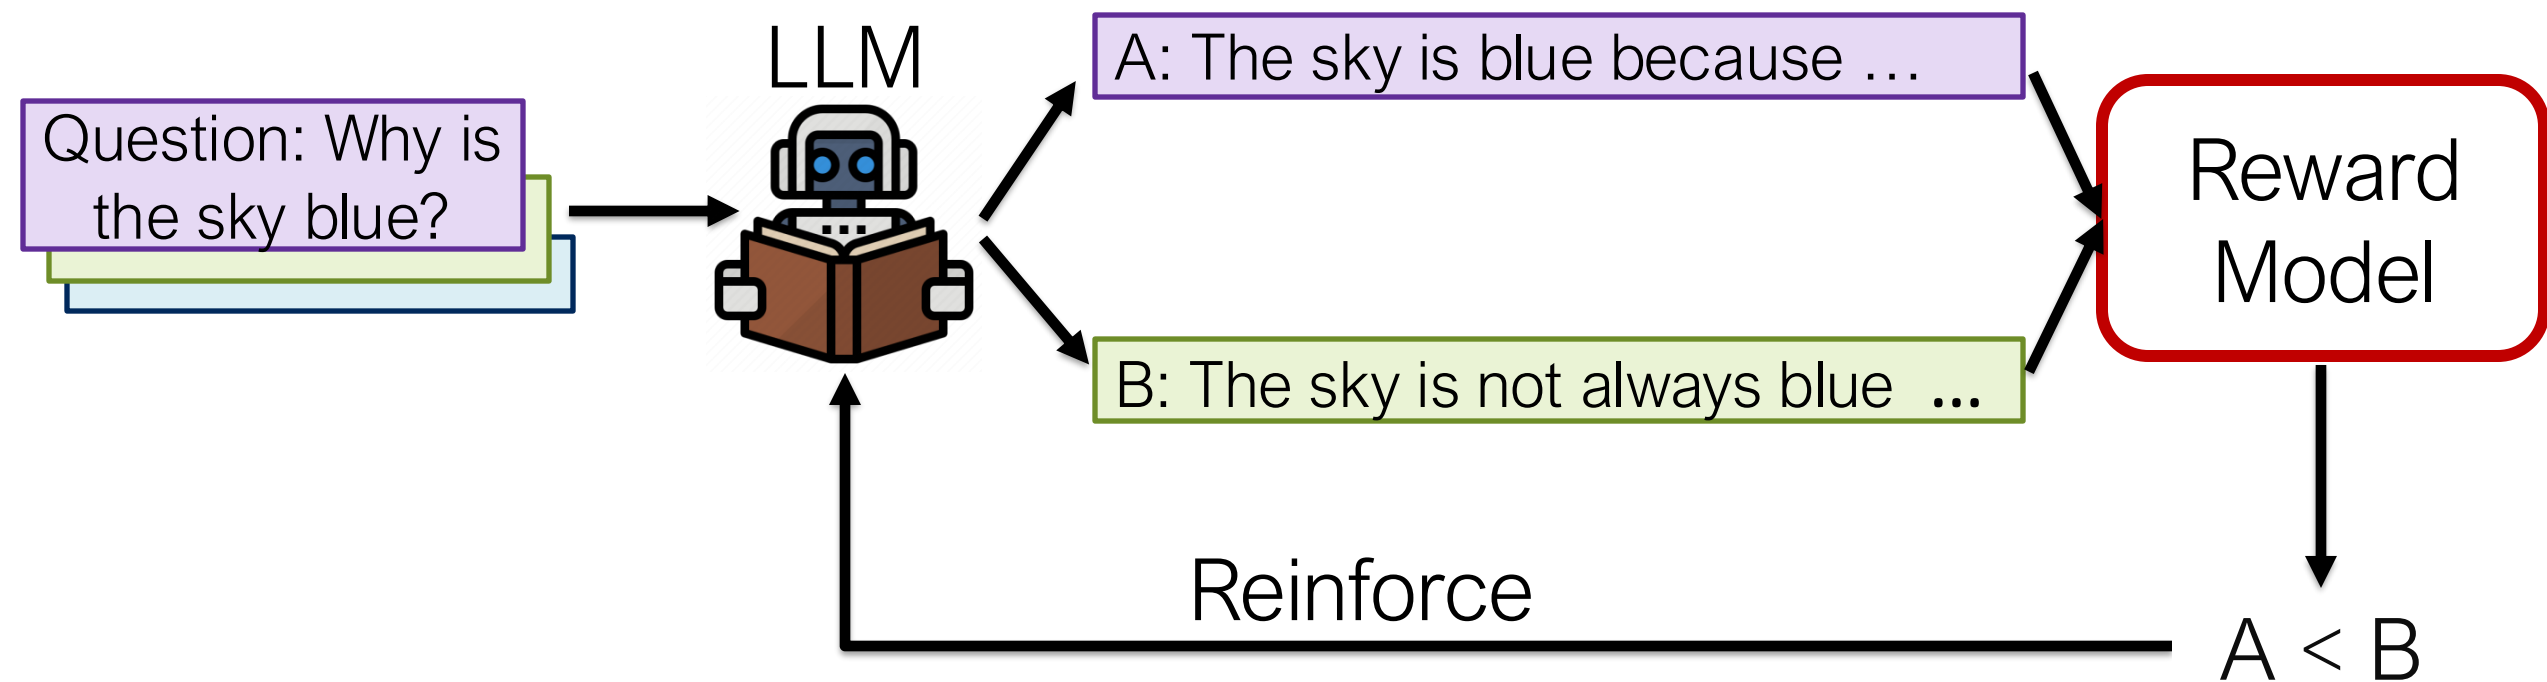 LLM
Question: Why is
the sky blue?
A: The sky is blue because ...
B: The sky is not always blue ...
Reward
Model
Reinforce
A < B